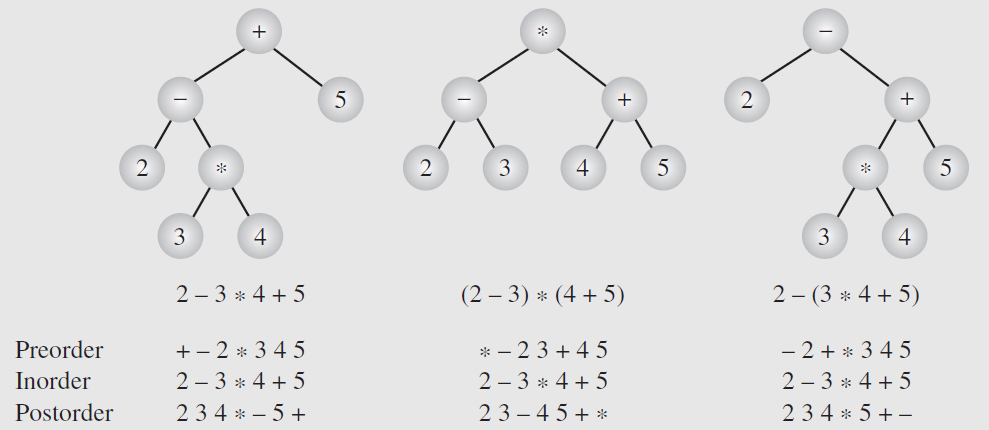 + * −
− 5 − + 2 +
2 * 2 3 4 5 * 5
3 4 3 4
2 – 3 * 4 + 5 (2 – 3) * (4 + 5) 2 – (3 * 4 + 5)
Preorder + – 2 * 3 4 5 * – 2 3 + 4 5 – 2 + * 3 4 5
Inorder 2 – 3 * 4 + 5 2 – 3 * 4 + 5 2 – 3 * 4 + 5
Postorder 2 3 4 * – 5 + 2 3 – 4 5 + * 2 3 4 * 5 + –